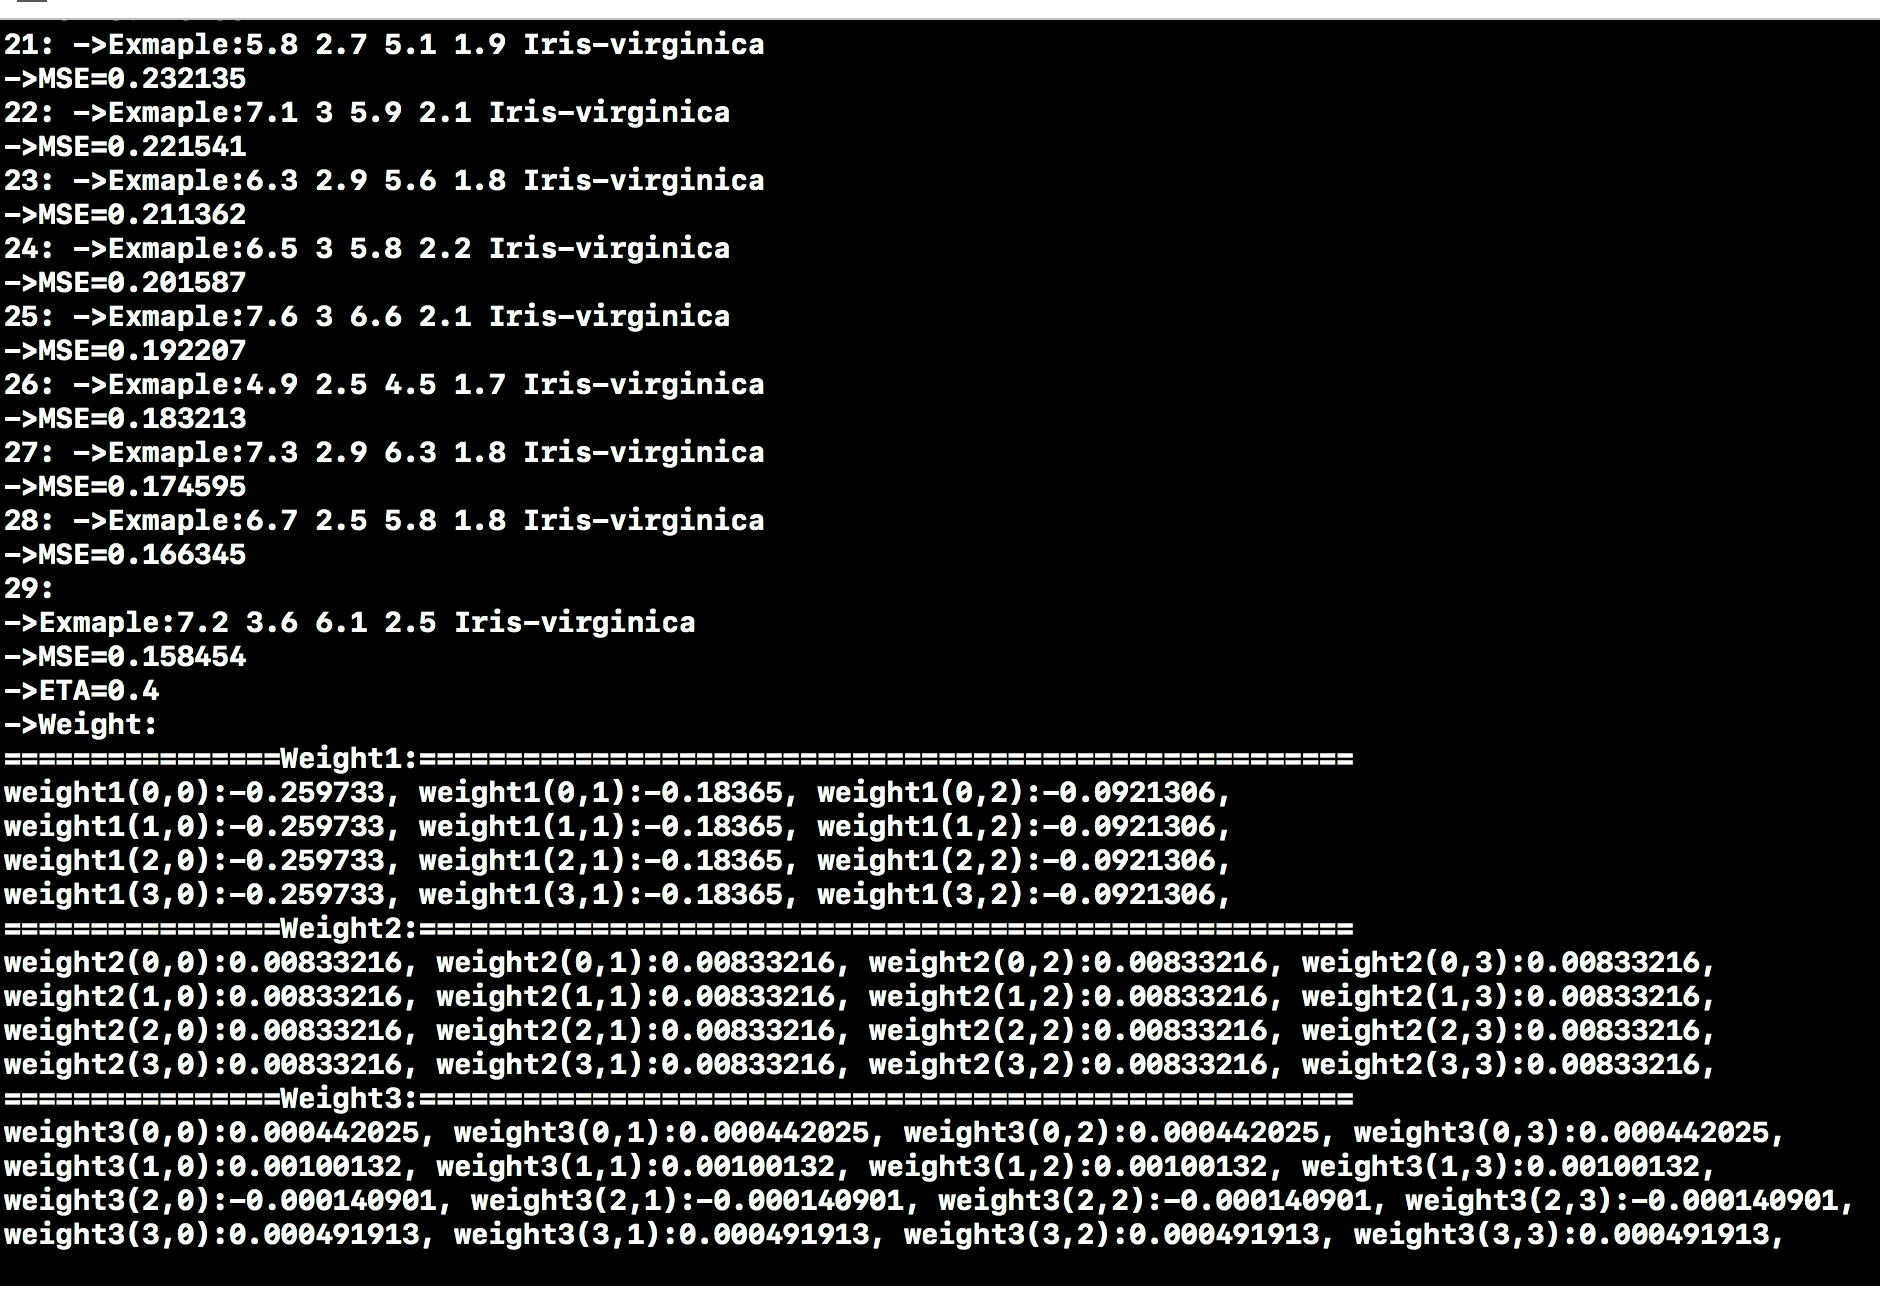 21: ->Exmaple:5.8 2.7 5.1 1.9 Iris-virginica
->MSE=0.232135
22: ->Exmaple:7.1 3 5.9 2.1 Iris-virginica
->MSE=0.221541
23: ->Exmaple:6.3 2.9 5.6 1.8 Iris-virginica
->MSE=0.211362
24: ->Exmaple:6.5 3 5.8 2.2 Iris-virginica
->MSE=0.201587
25: ->Exmaple:7.6 3 6.6 2.1 Iris-virginica
->MSE=0.192207
26: ->Exmaple:4.9 2.5 4.5 1.7 Iris-virginica
->MSE=0.183213
27: ->Exmaple:7.3 2.9 6.3 1.8 Iris-virginica
->MSE=0.174595
28: ->Exmaple:6.7 2.5 5.8 1.8 Iris-virginica
->MSE=0.166345
29:
->Exmaple:7.2 3.6 6.1 2.5 Iris-virginica
->MSE=0.158454
->ETA=0.4
->Weight:
================Weight1:======================================================
weight1(0,0):-0.259733, weight1(0,1):-0.18365, weight1(0,2):-0.0921306,
weight1(1,0):-0.259733, weight1(1,1):-0.18365, weight1(1,2):-0.0921306,
weight1(2,0):-0.259733, weight1(2,1):-0.18365, weight1(2,2):-0.0921306,
weight1(3,0):-0.259733, weight1(3,1):-0.18365, weight1(3,2):-0.0921306,
================Weight2:======================================================
weight2(0,0):0.00833216, weight2(0,1):0.00833216, weight2(0,2):0.00833216, weight2(0,3):0.00833216,
weight2(1,0):0.00833216, weight2(1,1):0.00833216, weight2(1,2):0.00833216, weight2(1,3):0.00833216,
weight2(2,0):0.00833216, weight2(2,1):0.00833216, weight2(2,2):0.00833216, weight2(2,3):0.00833216,
weight2(3,0):0.00833216, weight2(3,1):0.00833216, weight2(3,2):0.00833216, weight2(3,3):0.00833216,
================Weight3:======================================================
weight3(0,0):0.000442025, weight3(0,1):0.000442025, weight3(0,2):0.000442025, weight3(0,3):0.000442025,
weight3(1,0):0.00100132, weight3(1,1):0.00100132, weight3(1,2):0.00100132, weight3(1,3):0.00100132,
weight3(2,0):-0.000140901, weight3(2,1):-0.000140901, weight3(2,2):-0.000140901, weight3(2,3):-0.000140901,
weight3(3,0):0.000491913, weight3(3,1):0.000491913, weight3(3,2):0.000491913, weight3(3,3):0.000491913,